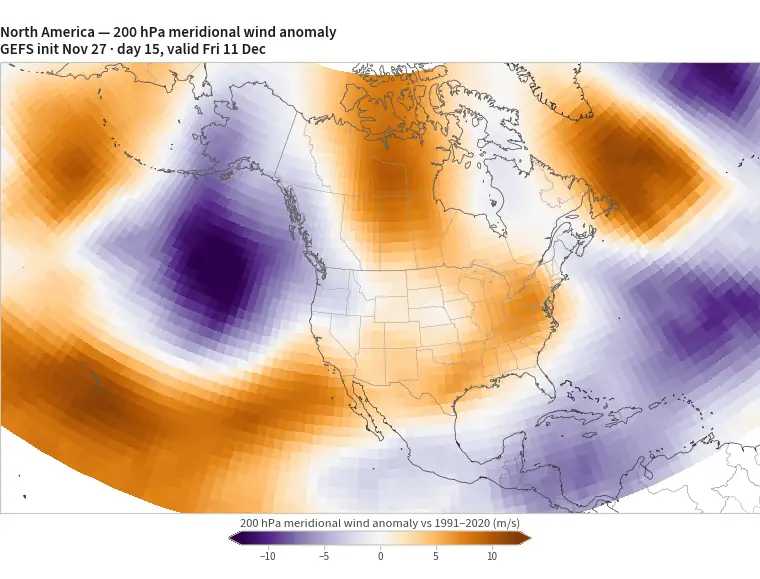 North America — 200 hPa meridional wind anomaly
GEFS init Nov 27 · day 15, valid Fri 11 Dec
200 hPa meridional wind anomaly vs 1991–2020 (m/s)
−10 −5 0 5 10